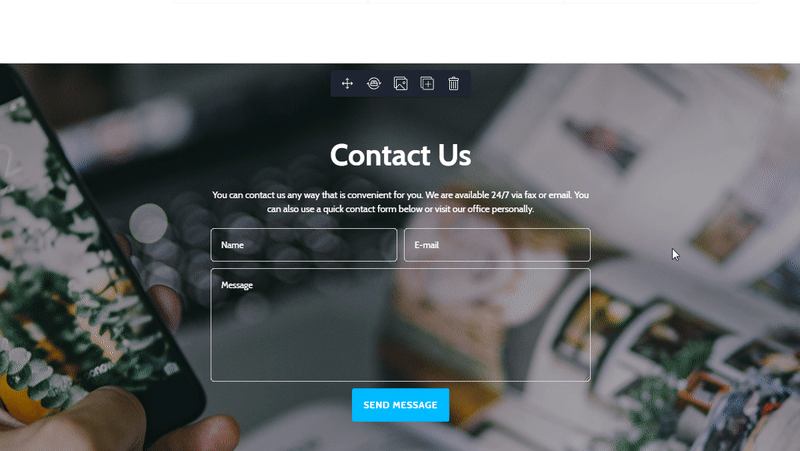 Contact Us
You can contact us any way that is convenient for you. We are available 24/7 via fax or email. You
can also use a quick contact form below or visit our office personally.
Name
E-mail
Message
SEND MESSAGE